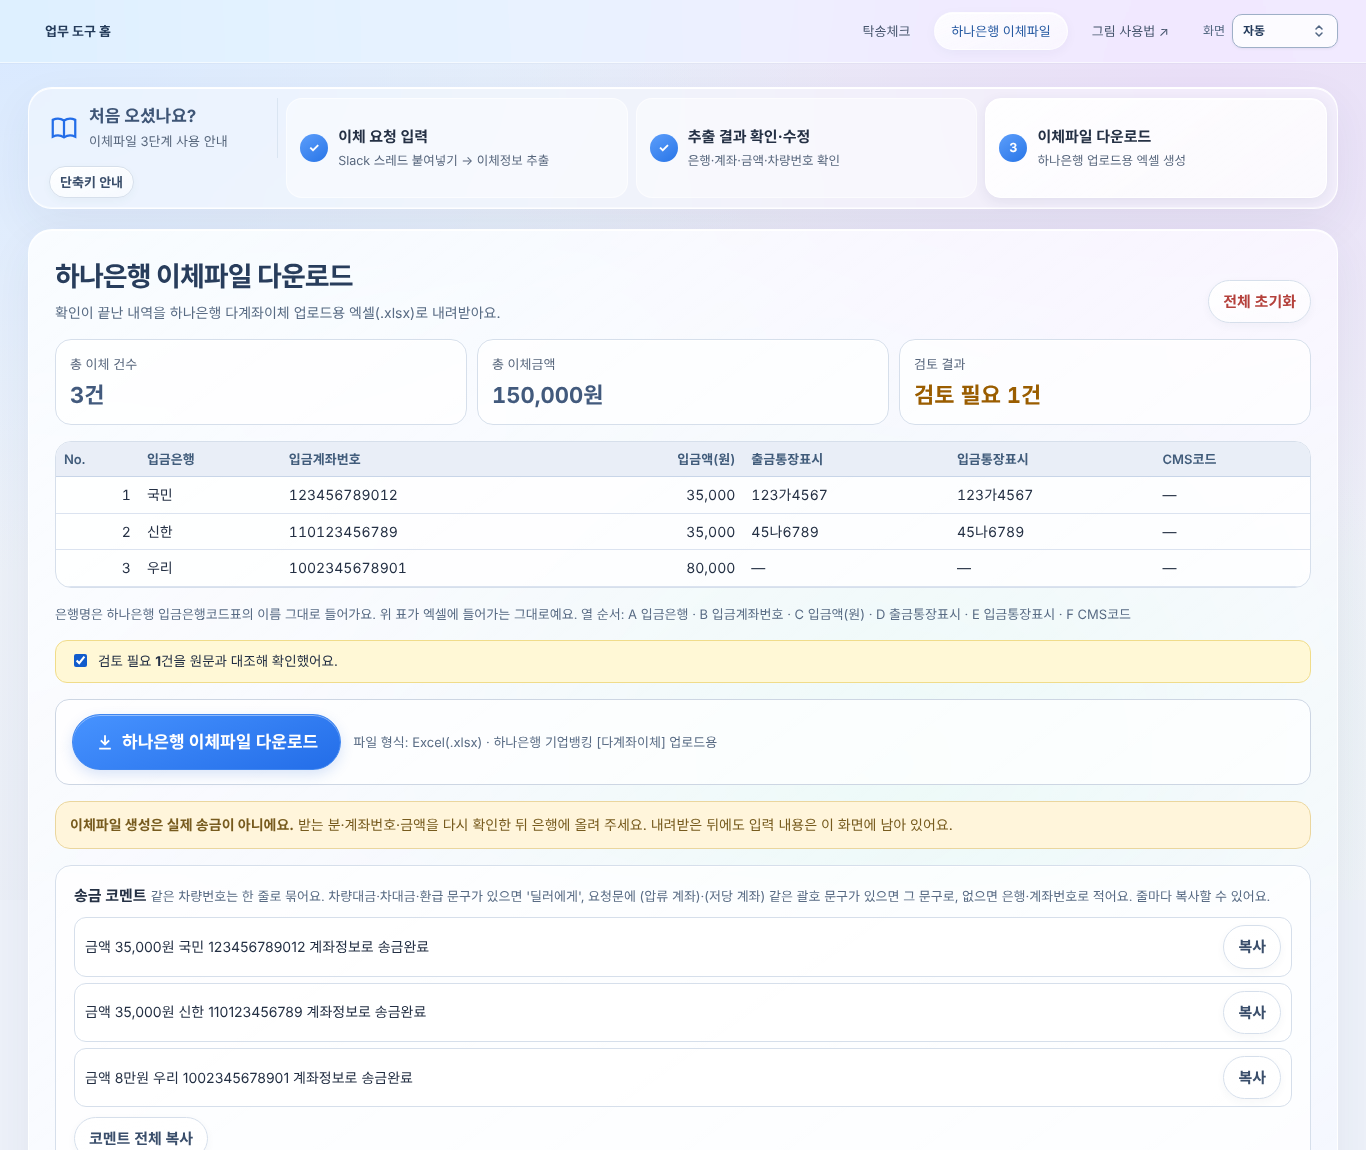 업무 도구 홈
탁송체크
하나은행 이체파일
그림 사용법 ↗
화면
자동
처음 오셨나요?
이체파일 3단계 사용 안내
단축키 안내
이체 요청 입력
Slack 스레드 붙여넣기 → 이체정보 추출
추출 결과 확인·수정
은행·계좌·금액·차량번호 확인
3
이체파일 다운로드
하나은행 업로드용 엑셀 생성
하나은행 이체파일 다운로드
확인이 끝난 내역을 하나은행 다계좌이체 업로드용 엑셀(.xlsx)로 내려받아요.
전체 초기화
총 이체 건수
3건
총 이체금액
150,000원
검토 결과
검토 필요 1건
No. 입금은행 입금계좌번호 입금액(원) 출금통장표시 입금통장표시 CMS코드
1 국민 123456789012 35,000 123가4567 123가4567 —
2 신한 110123456789 35,000 45나6789 45나6789 —
3 우리 1002345678901 80,000 — — —
은행명은 하나은행 입금은행코드표의 이름 그대로 들어가요. 위 표가 엑셀에 들어가는 그대로예요. 열 순서: A 입금은행 · B 입금계좌번호 · C 입금액(원) · D 출금통장표시 · E 입금통장표시 · F CMS코드
검토 필요 1건을 원문과 대조해 확인했어요.
하나은행 이체파일 다운로드
파일 형식: Excel(.xlsx) · 하나은행 기업뱅킹 [다계좌이체] 업로드용
이체파일 생성은 실제 송금이 아니에요. 받는 분·계좌번호·금액을 다시 확인한 뒤 은행에 올려 주세요. 내려받은 뒤에도 입력 내용은 이 화면에 남아 있어요.
송금 코멘트 같은 차량번호는 한 줄로 묶어요. 차량대금·차대금·환급 문구가 있으면 '딜러에게', 요청문에 (압류 계좌)·(저당 계좌) 같은 괄호 문구가 있으면 그 문구로, 없으면 은행·계좌번호로 적어요. 줄마다 복사할 수 있어요.
금액 35,000원 국민 123456789012 계좌정보로 송금완료
복사
금액 35,000원 신한 110123456789 계좌정보로 송금완료
복사
금액 8만원 우리 1002345678901 계좌정보로 송금완료
복사
코멘트 전체 복사